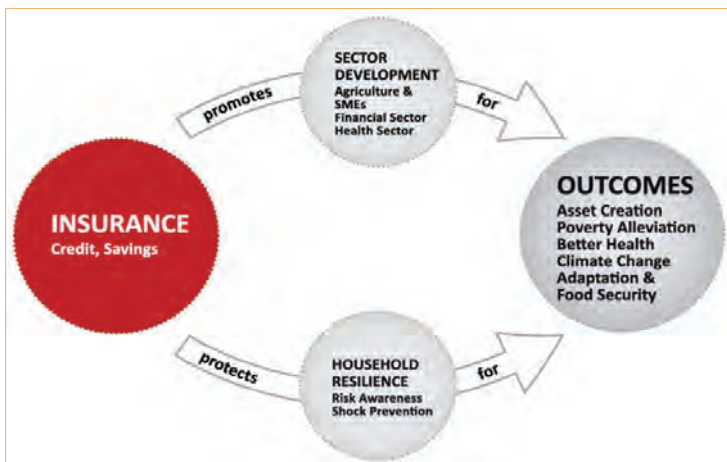 INSURANCE
Credit, Savings
promotes
SECTOR
DEVELOPMENT
Agriculture &
SMEs
Financial Sector
Health Sector
for
protects
HOUSEHOLD
RESILIENCE
Risk Awareness
Shock Prevention
for
OUTCOMES
Asset Creation
Poverty Alleviation
Better Health
Climate Change
Adaptation &
Food Security